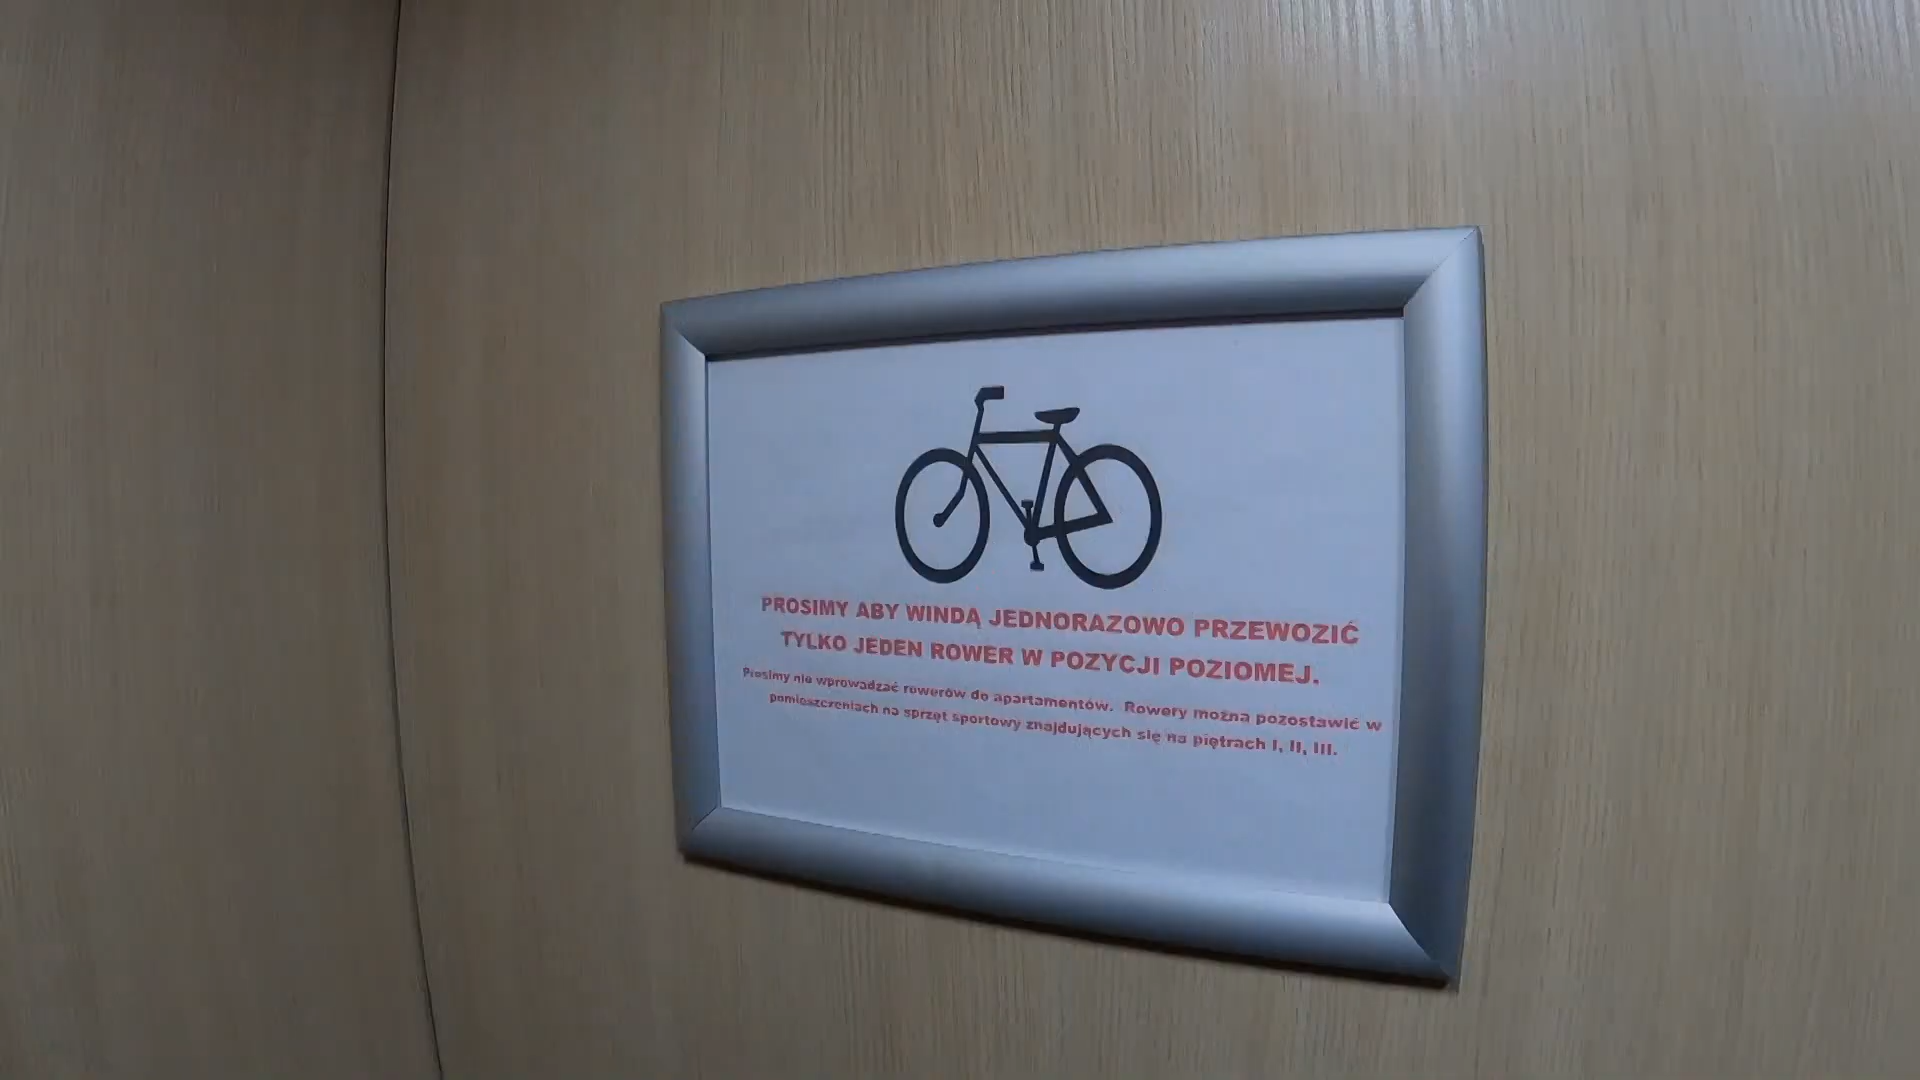 PROSIMY ABY WINDĄ JEDNORAZOWO PRZEWOZIĆ
TYLKO JEDEN ROWER W POZYCJI POZIOMEJ.
Prosimy nie wprowadzać rowerów do apartamentów. Rowery można pozostawić w
pomieszczeniach na sprzęt sportowy znajdujących się na piętrach I, II, III.